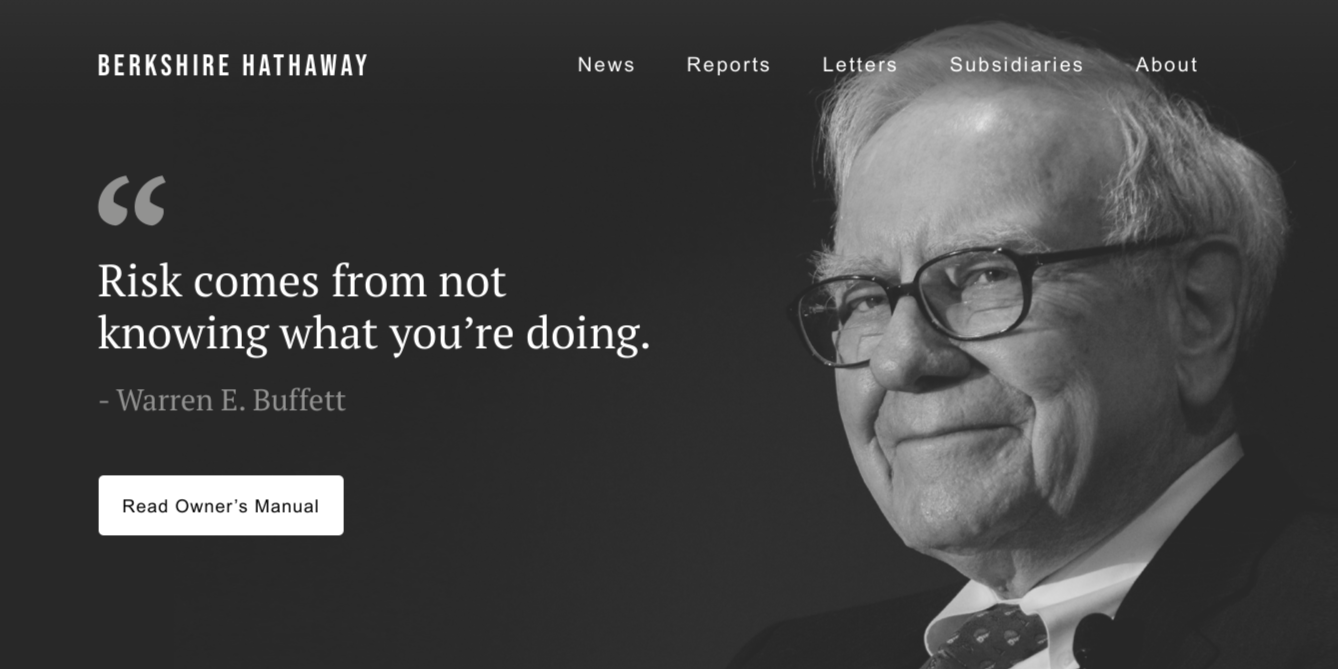 BERKSHIRE HATHAWAY
News Reports Letters Subsidiaries About
“
Risk comes from not
knowing what you’re doing.
- Warren E. Buffett
Read Owner’s Manual